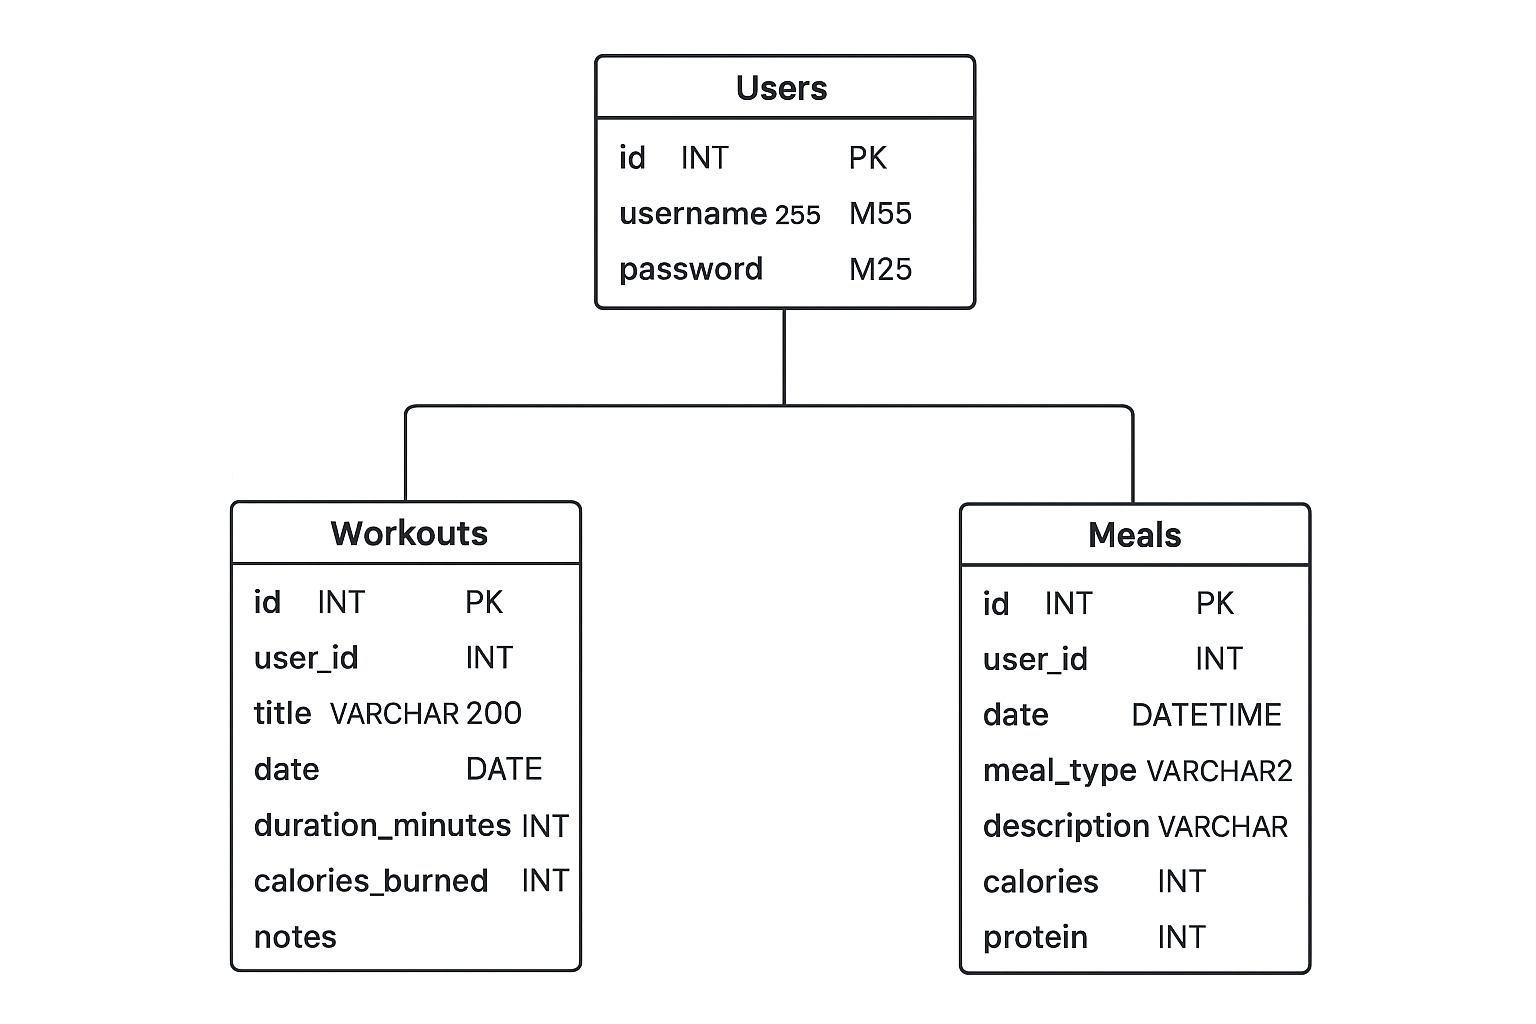 Users
id INT PK
username 255 M55
password M25
Workouts
id INT PK
user_id INT
title VARCHAR 200
date DATE
duration_minutes INT
calories_burned INT
notes
Meals
id INT PK
user_id INT
date DATETIME
meal_type VARCHAR2
description VARCHAR
calories INT
protein INT